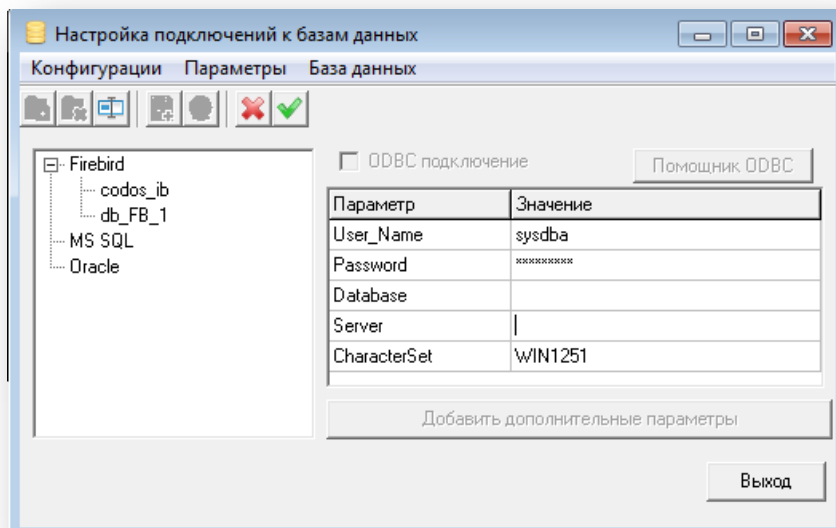 Настройка подключений к базам данных
Конфигурации Параметры База данных
Firebird
codos_ib
db_FB_1
MS SQL
Oracle
ODBC подключение
Помощник ODBC
Параметр Значение
User_Name sysdba
Password *********
Database
Server
CharacterSet WIN1251
Добавить дополнительные параметры
Выход